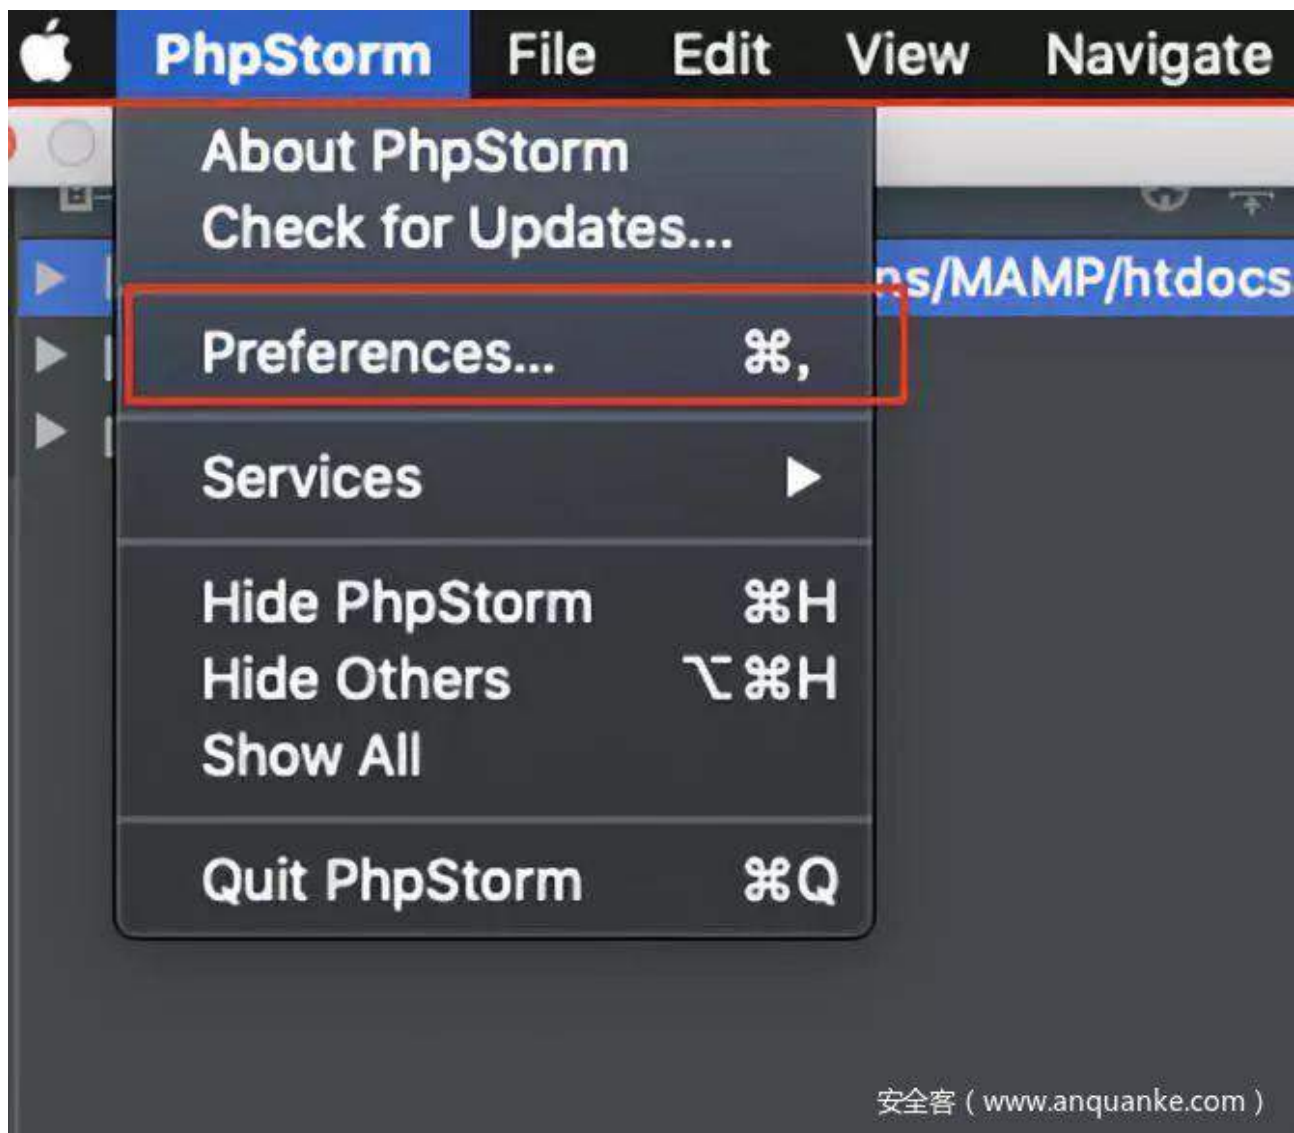 PhpStorm File Edit View Navigate
About PhpStorm
Check for Updates...
ns/MAMP/htdocs
Preferences... ⌘,
Services
Hide PhpStorm ⌘H
Hide Others ⌥⌘H
Show All
Quit PhpStorm ⌘Q
安全客 ( www.anquanke.com )